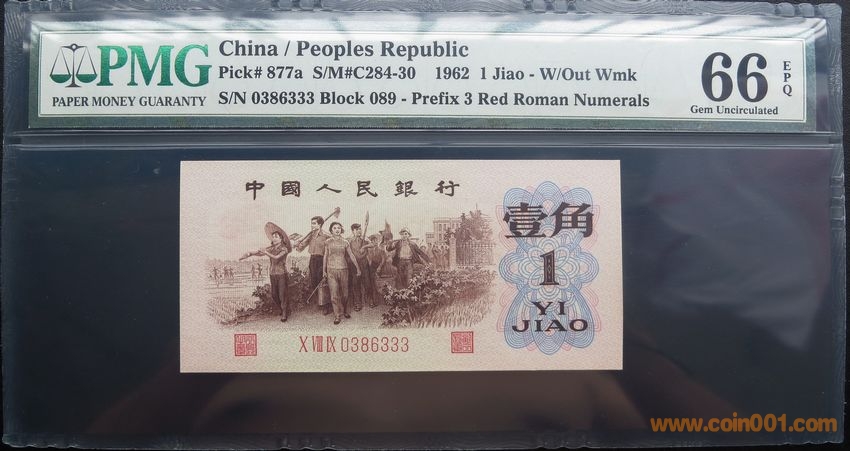 PMG
PAPER MONEY GUARANTY
China / Peoples Republic
Pick# 877a S/M#C284-30 1962 1 Jiao - W/Out Wmk
S/N 0386333 Block 089 - Prefix 3 Red Roman Numerals
66 EPQ
Gem Uncirculated
中國人民銀行
壹角
1
YI
JIAO
X VIII IX 0386333
www.coin001.com